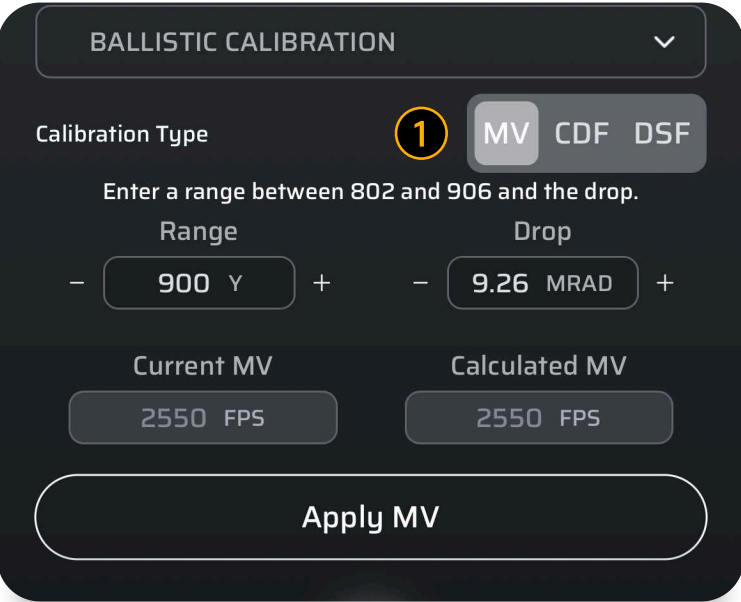 BALLISTIC CALIBRATION
Calibration Type 1 MV CDF DSF
Enter a range between 802 and 906 and the drop.
Range Drop
− 900 Y + − 9.26 MRAD +
Current MV Calculated MV
2550 FPS 2550 FPS
Apply MV